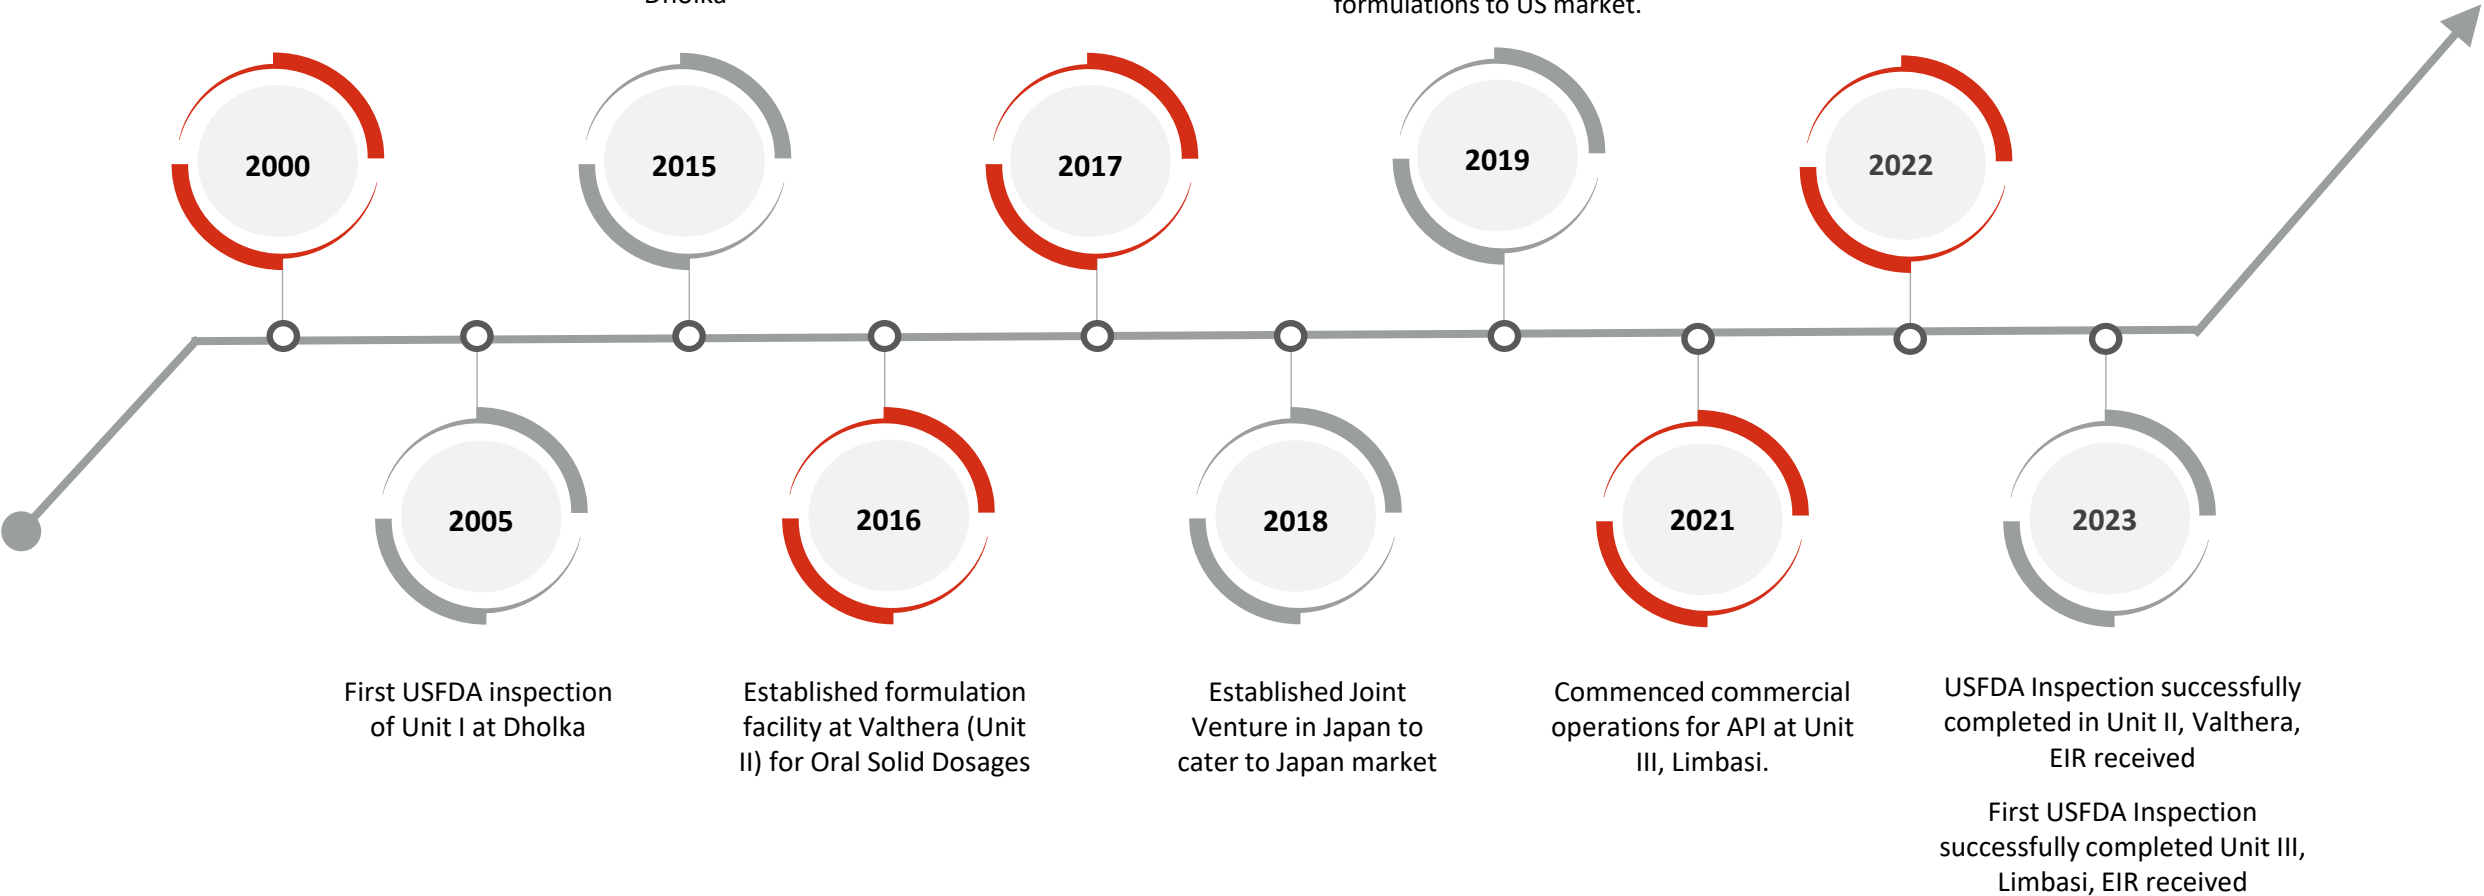 Dholka
formulations to US market.
2000
2015
2017
2019
2022
2005
2016
2018
2021
2023
First USFDA inspection
of Unit I at Dholka
Established formulation
facility at Valthera (Unit
II) for Oral Solid Dosages
Established Joint
Venture in Japan to
cater to Japan market
Commenced commercial
operations for API at Unit
III, Limbasi.
USFDA Inspection successfully
completed in Unit II, Valthera,
EIR received
First USFDA Inspection
successfully completed Unit III,
Limbasi, EIR received